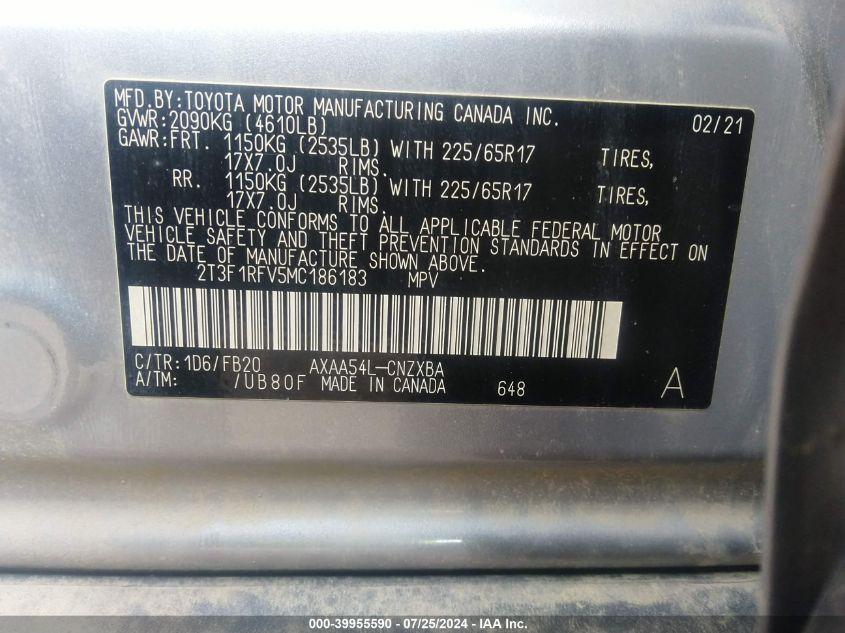 MFD.BY:TOYOTA MOTOR MANUFACTURING CANADA INC. 02/21
GVWR:2090KG (4610LB)
GAWR:FRT. 1150KG (2535LB) WITH 225/65R17 TIRES,
17X7.0J RIMS.
RR. 1150KG (2535LB) WITH 225/65R17 TIRES,
17X7.0J RIMS
THIS VEHICLE CONFORMS TO ALL APPLICABLE FEDERAL MOTOR
VEHICLE SAFETY AND THEFT PREVENTION STANDARDS IN EFFECT ON
THE DATE OF MANUFACTURE SHOWN ABOVE.
2T3F1RFV5MC186183 MPV
C/TR:1D6/FB20 AXAA54L-CNZXBA
A/TM: /UB80F MADE IN CANADA 648 A
000-39955590 - 07/25/2024 - IAA Inc.